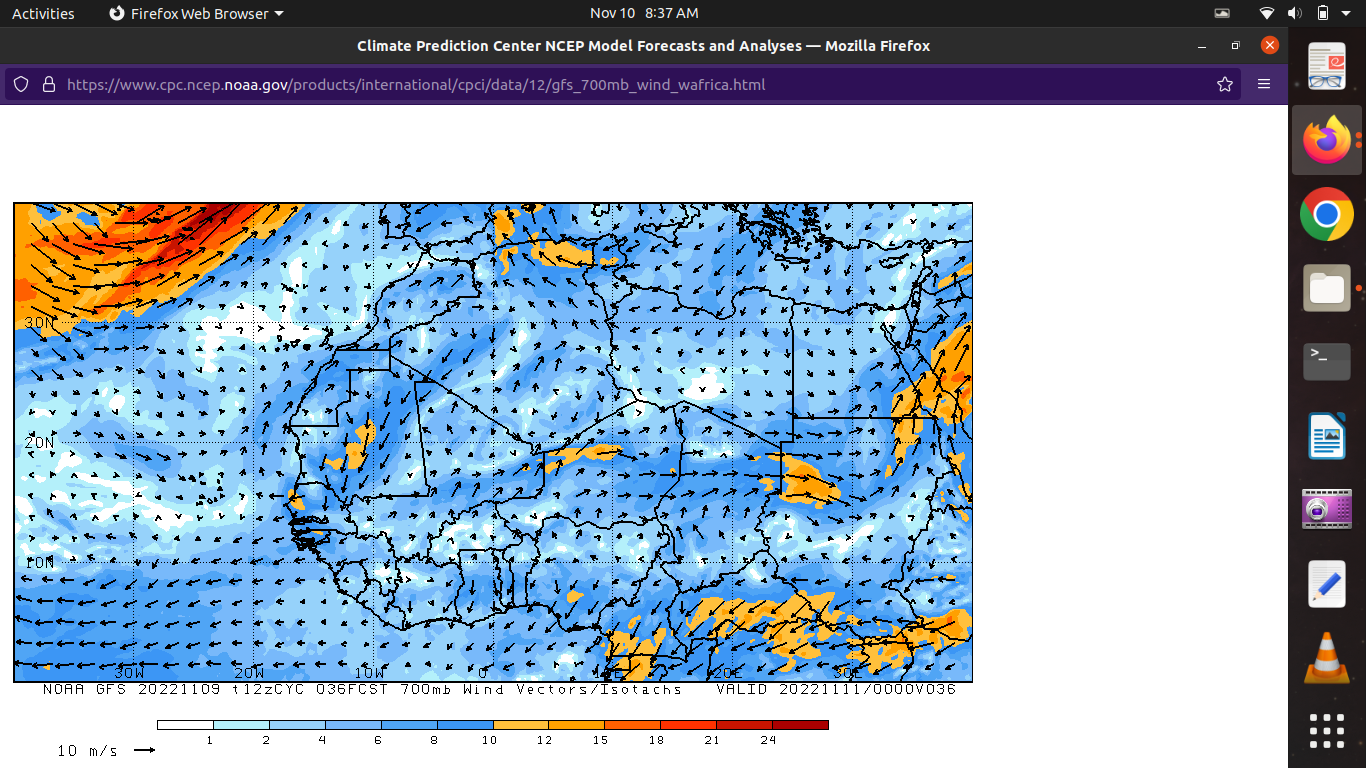 Activities Firefox Web Browser Nov 10 8:37 AM
Climate Prediction Center NCEP Model Forecasts and Analyses — Mozilla Firefox
https://www.cpc.ncep.noaa.gov/products/international/cpci/data/12/gfs_700mb_wind_wafrica.html
30N
20N
10N
30W 20W 10W 0 10E 20E 30E
NOAA GFS 20221109 t12zCYC 036FCST 700mb Wind Vectors/Isotachs VALID 20221111/0000V036
1 2 4 6 8 10 12 15 18 21 24
10 m/s